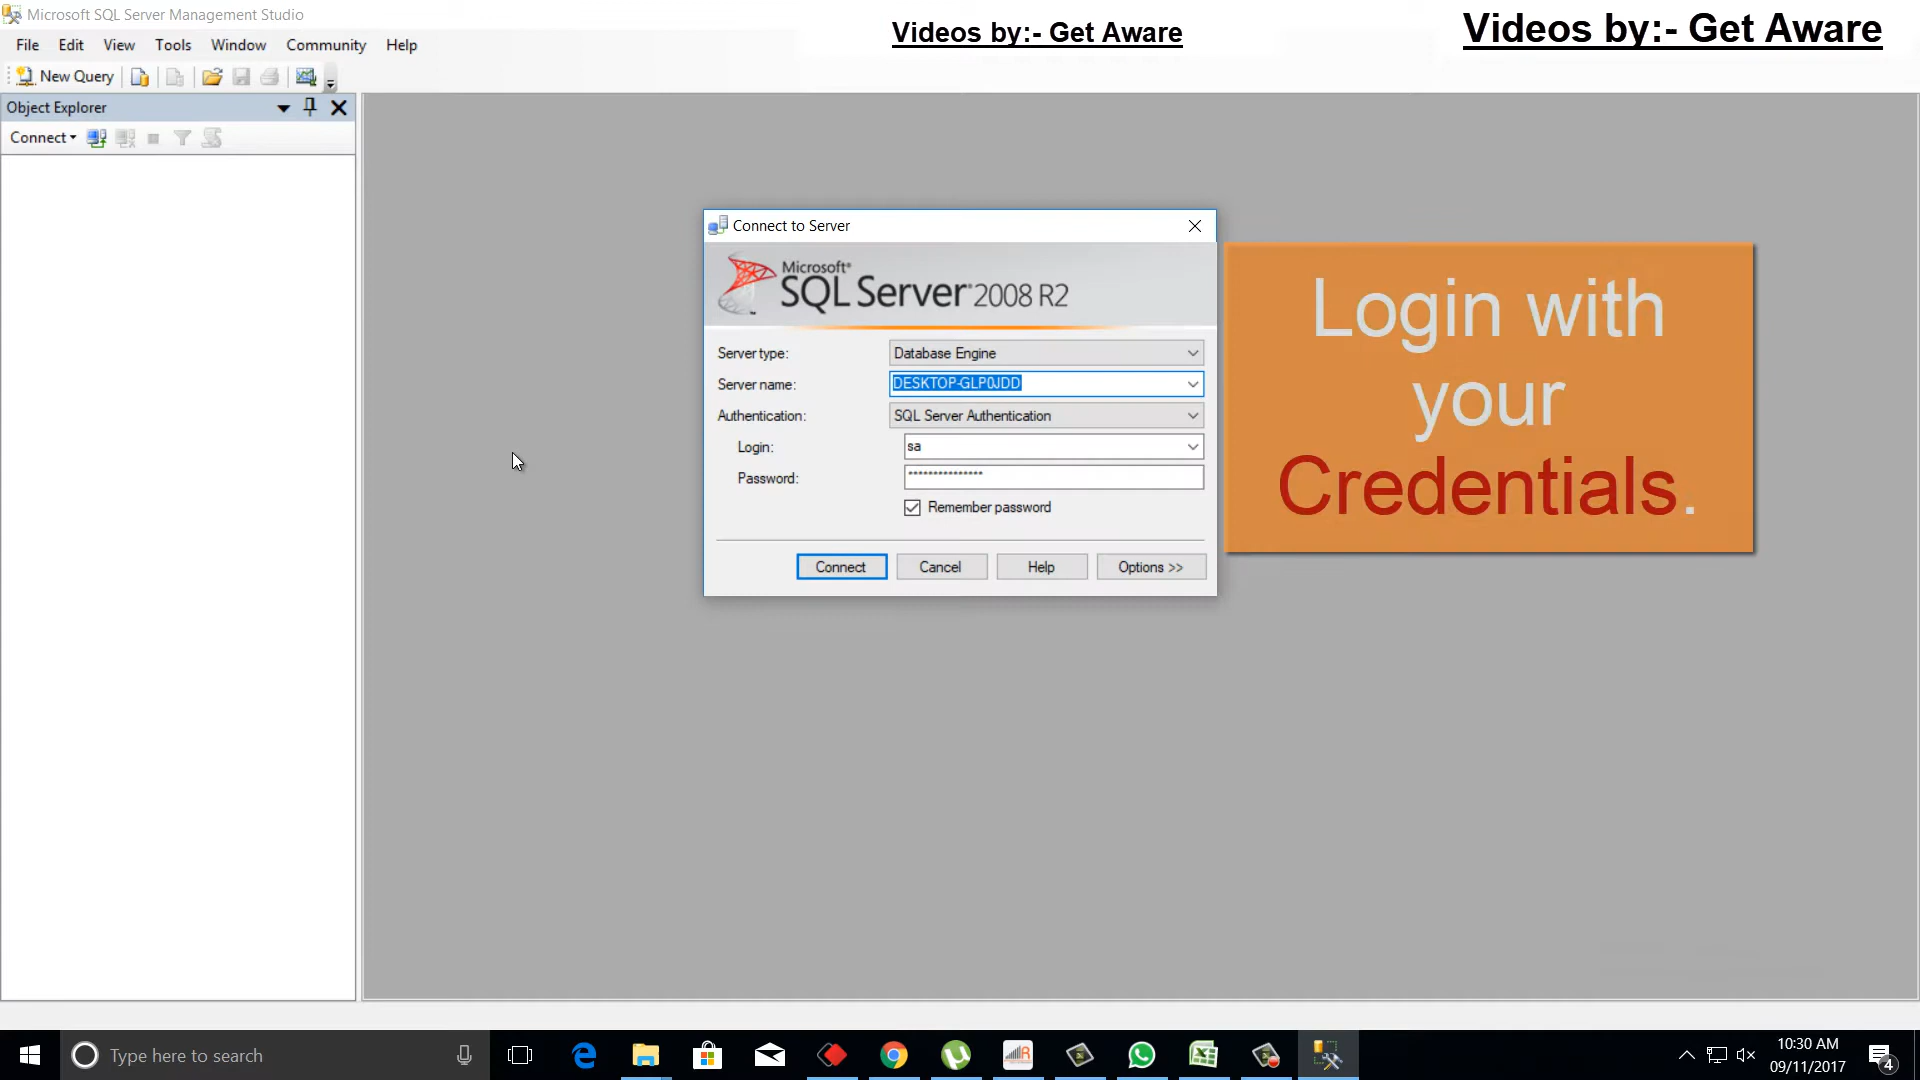 Microsoft SQL Server Management Studio
Videos by:- Get Aware
Videos by:- Get Aware
File Edit View Tools Window Community Help
New Query
Object Explorer
Connect
Connect to Server
Microsoft®
SQL Server® 2008 R2
Server type: Database Engine
Server name: DESKTOP-GLP0JDD
Authentication: SQL Server Authentication
Login: sa
Password: ***************
Remember password
Connect Cancel Help Options >>
Login with
your
Credentials.
Type here to search
10:30 AM
09/11/2017
4